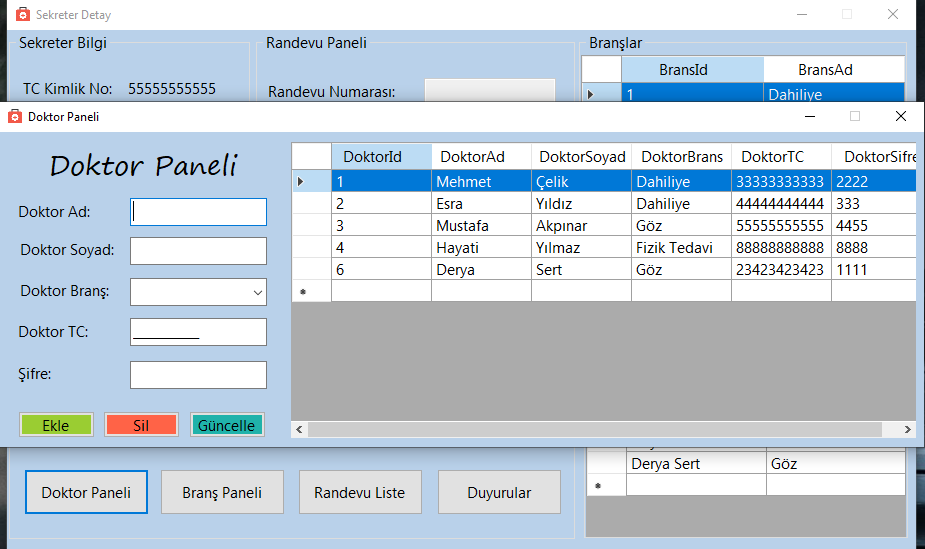 Sekreter Detay
Sekreter Bilgi
Randevu Paneli
Branşlar
TC Kimlik No: 55555555555
Randevu Numarası:
BransId BransAd
1 Dahiliye
Doktor Paneli
Doktor Paneli
Doktor Ad:
Doktor Soyad:
Doktor Branş:
Doktor TC:
Şifre:
Ekle Sil Güncelle
DoktorId DoktorAd DoktorSoyad DoktorBrans DoktorTC DoktorSifre
1 Mehmet Çelik Dahiliye 33333333333 2222
2 Esra Yıldız Dahiliye 44444444444 333
3 Mustafa Akpınar Göz 55555555555 4455
4 Hayati Yılmaz Fizik Tedavi 88888888888 8888
6 Derya Sert Göz 23423423423 1111
Derya Sert Göz
Doktor Paneli Branş Paneli Randevu Liste Duyurular